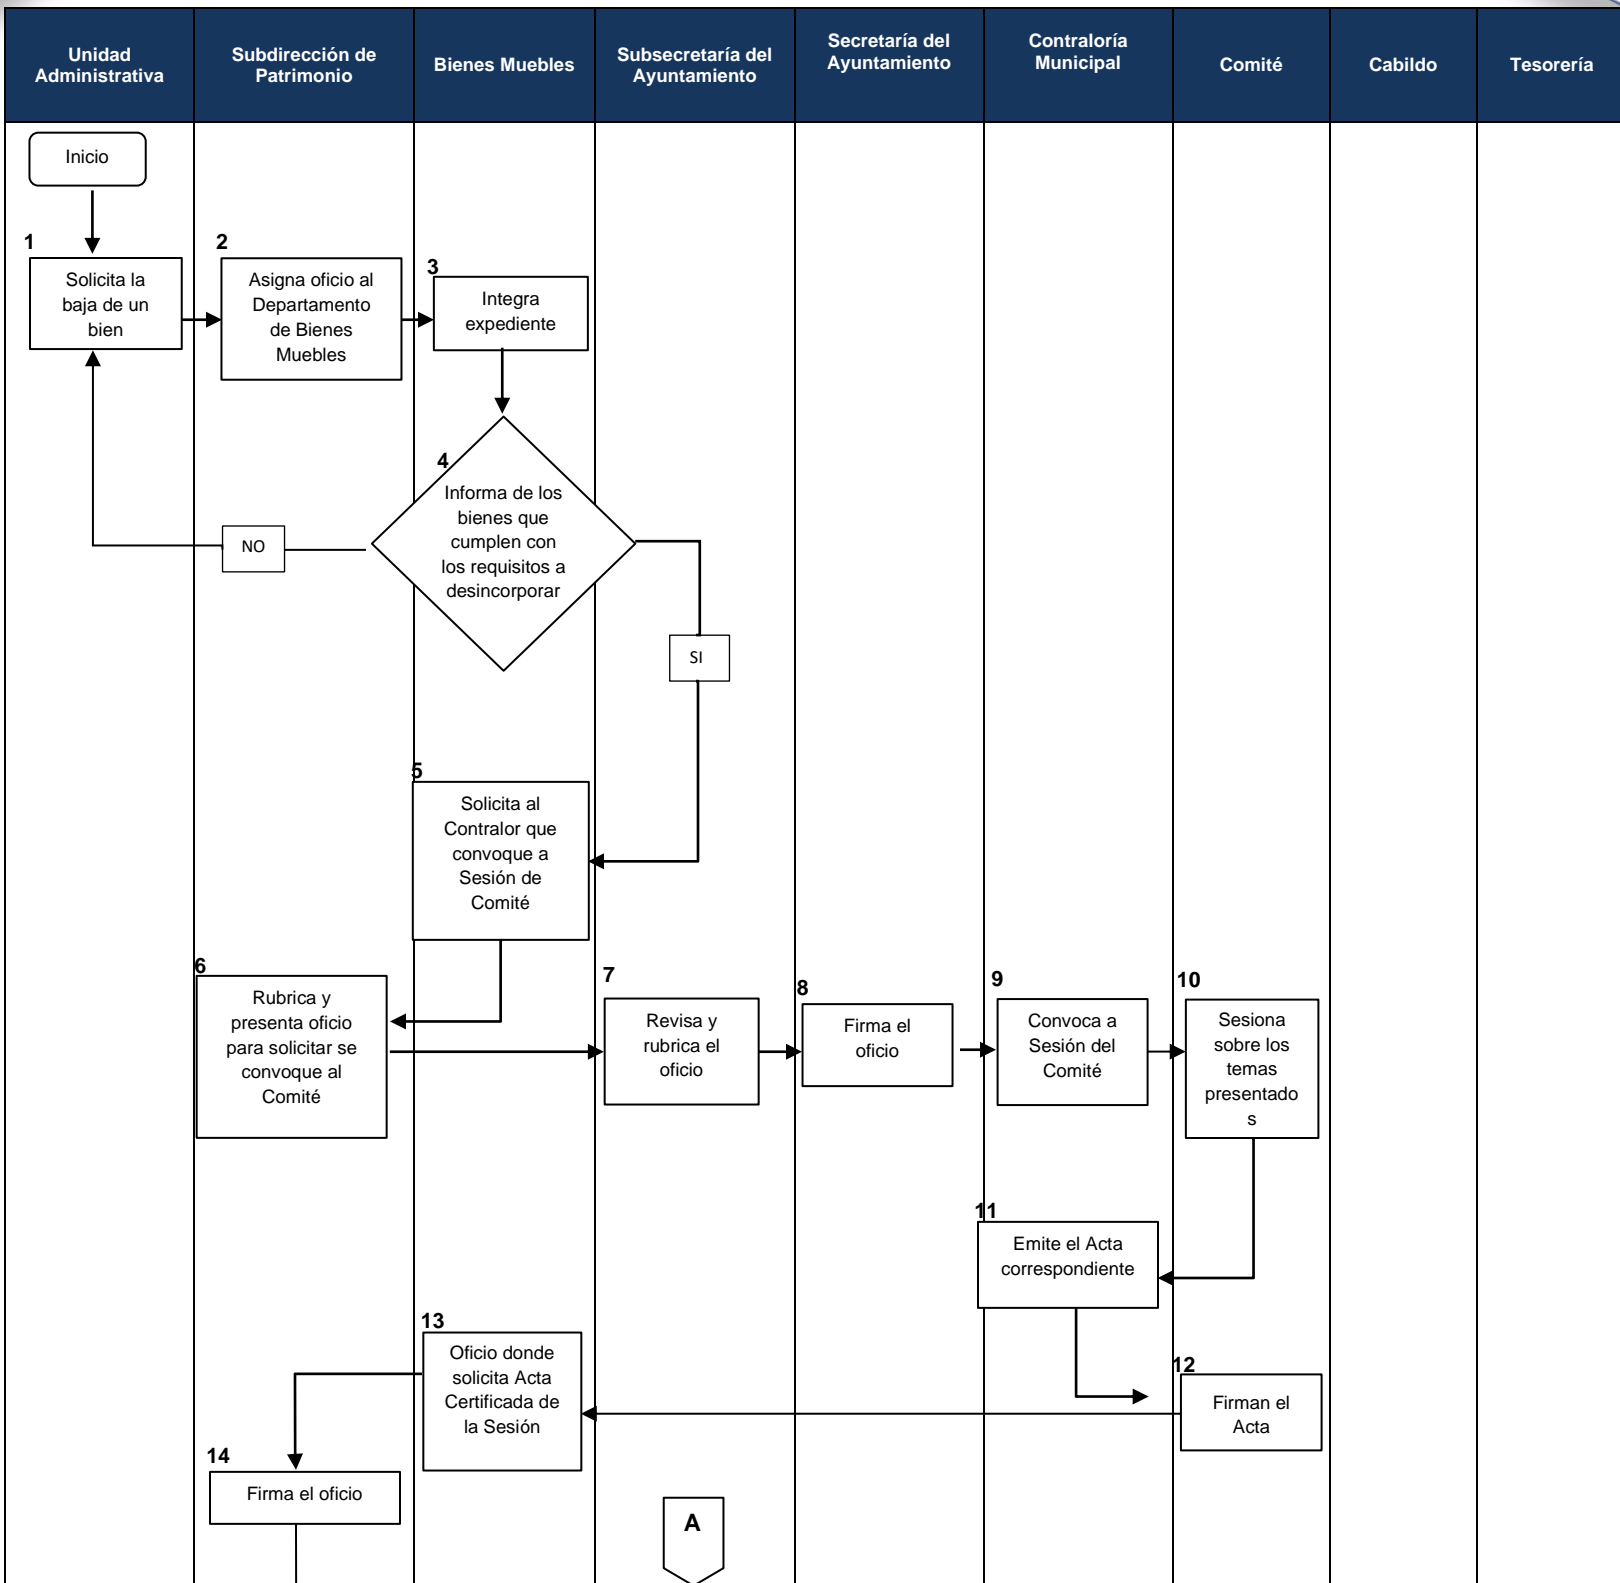 Unidad
Administrativa
Subdirección de
Patrimonio
Bienes Muebles
Subsecretaría del
Ayuntamiento
Secretaría del
Ayuntamiento
Contraloría
Municipal
Comité
Cabildo
Tesorería
Inicio
1
Solicita la
baja de un
bien
2
Asigna oficio al
Departamento
de Bienes
Muebles
3
Integra
expediente
4
Informa de los
bienes que
cumplen con
los requisitos a
desincorporar
NO
SI
5
Solicita al
Contralor que
convoque a
Sesión de
Comité
6
Rubrica y
presenta oficio
para solicitar se
convoque al
Comité
7
Revisa y
rubrica el
oficio
8
Firma el
oficio
9
Convoca a
Sesión del
Comité
10
Sesiona
sobre los
temas
presentado
s
11
Emite el Acta
correspondiente
12
Firman el
Acta
13
Oficio donde
solicita Acta
Certificada de
la Sesión
14
Firma el oficio
A